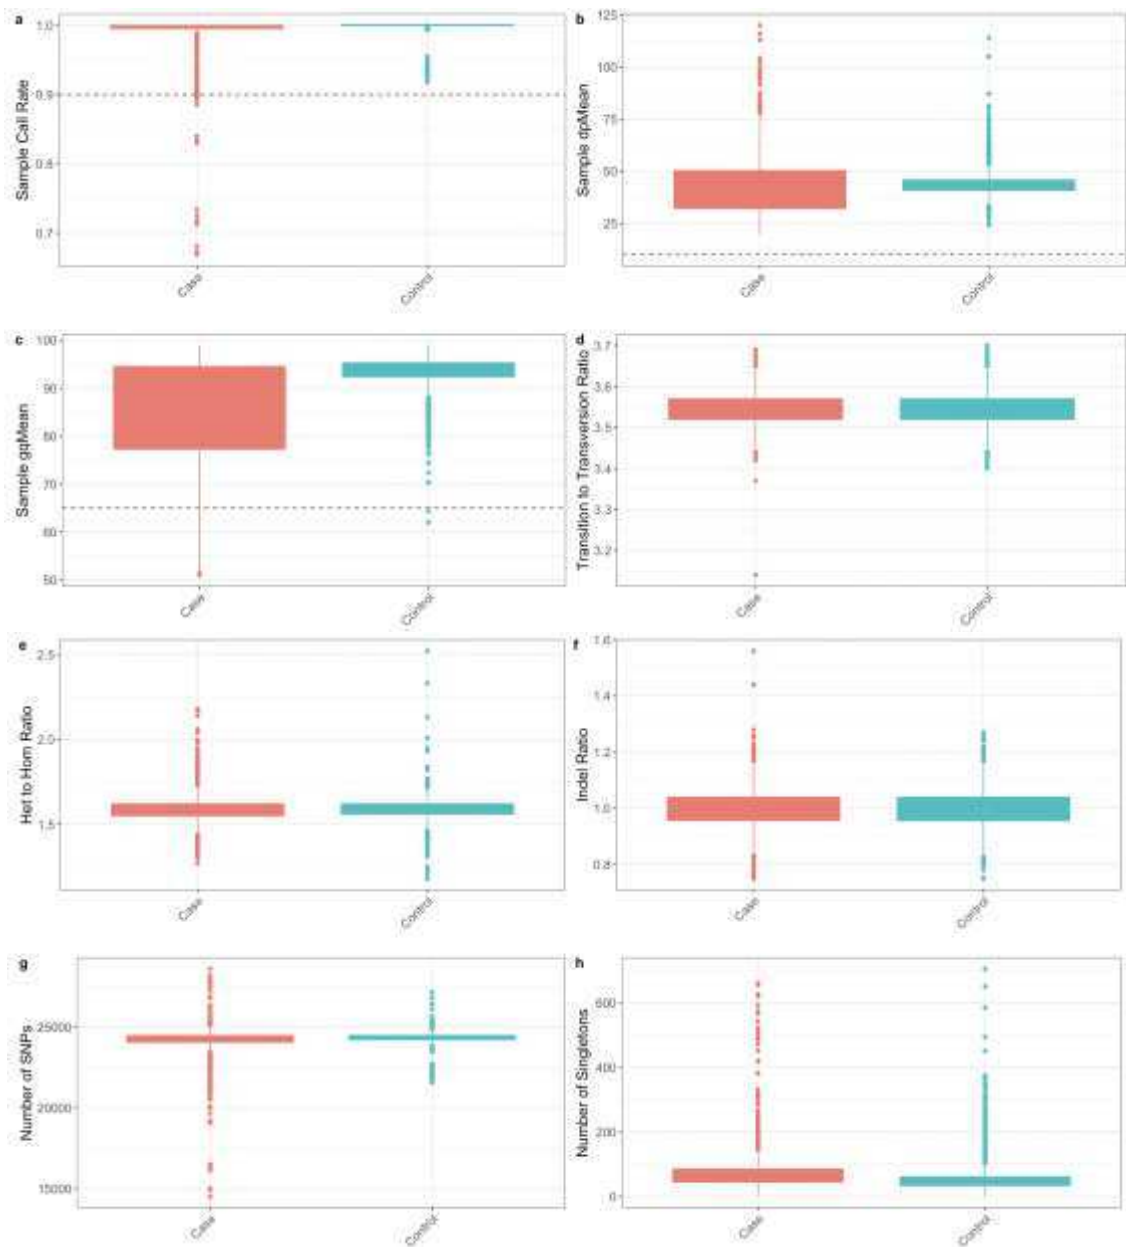 a
Sample Call Rate
1.0
0.9
0.8
0.7
Case
Control
b
Sample dpMean
125
100
75
50
25
Case
Control
c
Sample gqMean
100
90
80
70
60
50
Case
Control
d
Transition to Transversion Ratio
3.7
3.6
3.5
3.4
3.3
3.2
Case
Control
e
Het to Hom Ratio
2.5
2.0
1.5
Case
Control
f
Indel Ratio
1.6
1.4
1.2
1.0
0.8
Case
Control
g
Number of SNPs
25000
20000
15000
Case
Control
h
Number of Singletons
600
400
200
0
Case
Control